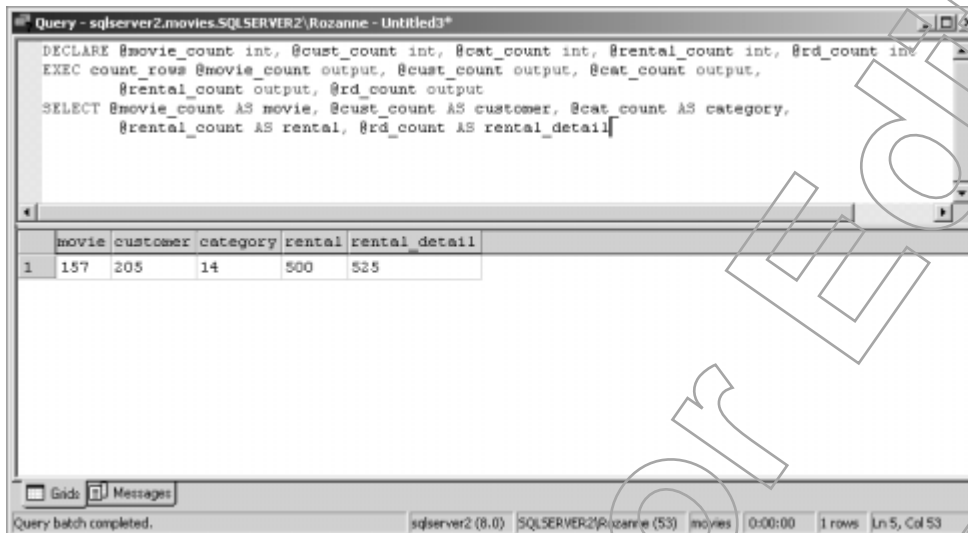 Query - sqlserver2.movies.SQLSERVER2\Rozanne - Untitled3*
DECLARE @movie_count int, @cust_count int, @cat_count int, @rental_count int, @rd_count int
EXEC count_rows @movie_count output, @cust_count output, @cat_count output,
@rental_count output, @rd_count output
SELECT @movie_count AS movie, @cust_count AS customer, @cat_count AS category,
@rental_count AS rental, @rd_count AS rental_detail
movie customer category rental rental_detail
1 157 205 14 500 525
Grids Messages
Query batch completed. sqlserver2 (8.0) SQLSERVER2\Rozanne (53) movies 0:00:00 1 rows Ln 5, Col 53